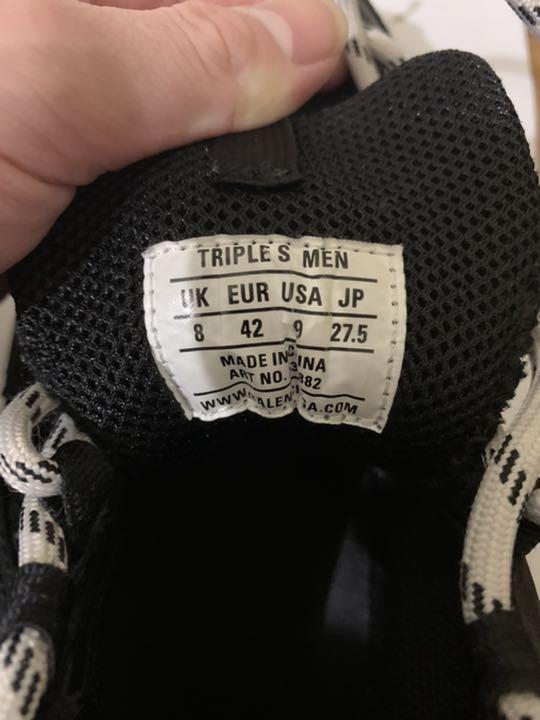 TRIPLE S MEN
UK EUR USA JP
8 42 9 27.5
MADE IN
ART NO.